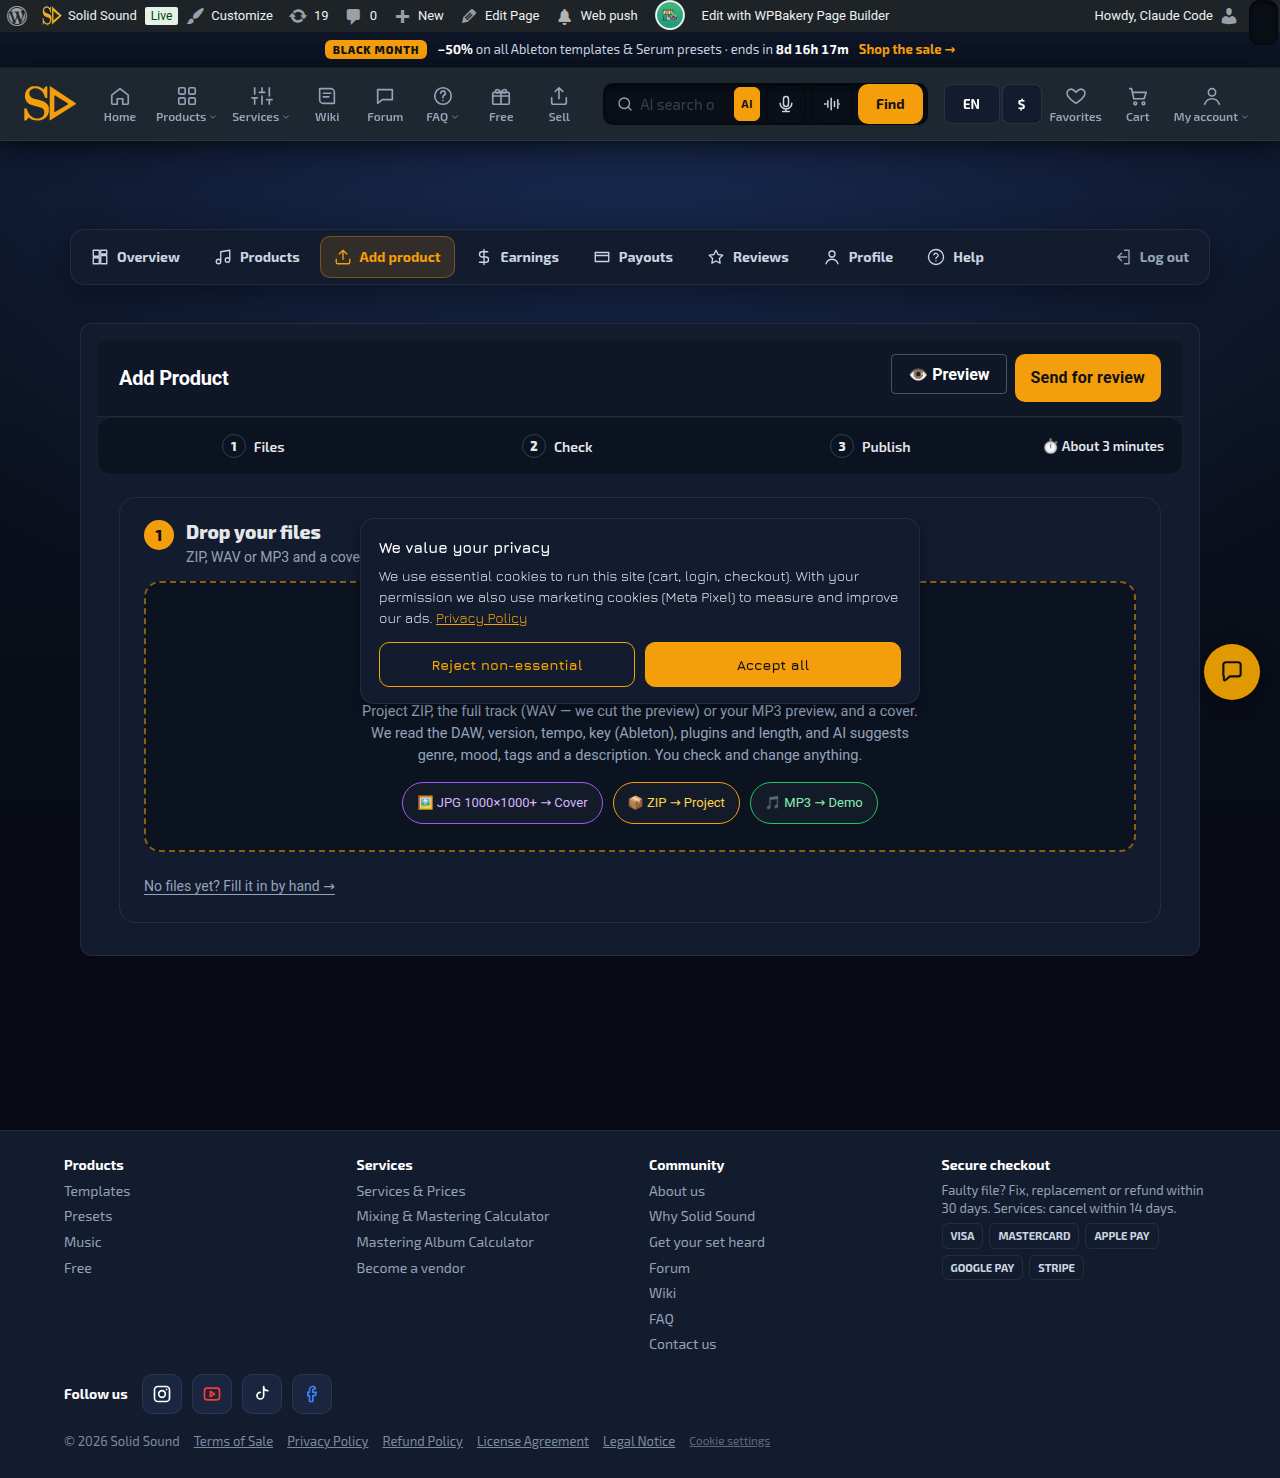 Solid Sound Live Customize 19 0 New Edit Page Web push Edit with WPBakery Page Builder Howdy, Claude Code
BLACK MONTH −50% on all Ableton templates & Serum presets · ends in 8d 16h 17m Shop the sale →
SD Home Products Services Wiki Forum FAQ Free Sell AI search o AI Find EN $ Favorites Cart My account
Overview Products Add product Earnings Payouts Reviews Profile Help Log out
Add Product Preview Send for review
1 Files 2 Check 3 Publish About 3 minutes
1 Drop your files
ZIP, WAV or MP3 and a cove
We value your privacy
We use essential cookies to run this site (cart, login, checkout). With your
permission we also use marketing cookies (Meta Pixel) to measure and improve
our ads. Privacy Policy
Reject non-essential Accept all
Project ZIP, the full track (WAV — we cut the preview) or your MP3 preview, and a cover.
We read the DAW, version, tempo, key (Ableton), plugins and length, and AI suggests
genre, mood, tags and a description. You check and change anything.
JPG 1000×1000+ → Cover ZIP → Project MP3 → Demo
No files yet? Fill it in by hand →
Products
Templates
Presets
Music
Free
Services
Services & Prices
Mixing & Mastering Calculator
Mastering Album Calculator
Become a vendor
Community
About us
Why Solid Sound
Get your set heard
Forum
Wiki
FAQ
Contact us
Secure checkout
Faulty file? Fix, replacement or refund within
30 days. Services: cancel within 14 days.
VISA MASTERCARD APPLE PAY
GOOGLE PAY STRIPE
Follow us
© 2026 Solid Sound Terms of Sale Privacy Policy Refund Policy License Agreement Legal Notice Cookie settings